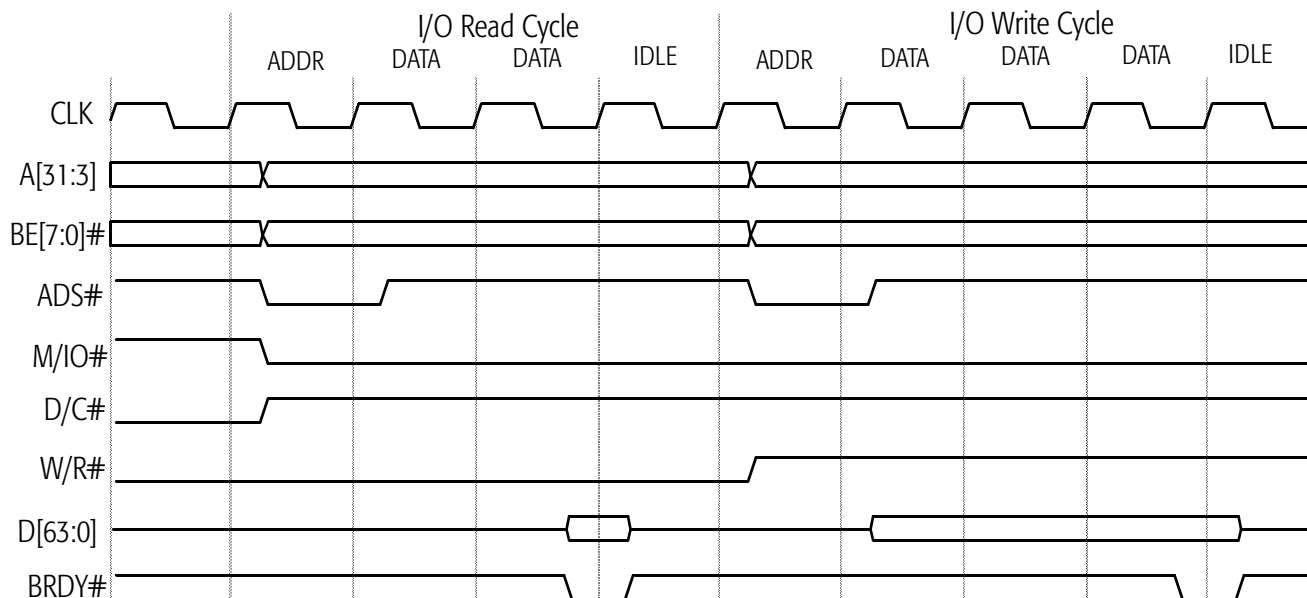 I/O Read Cycle I/O Write Cycle
ADDR DATA DATA IDLE ADDR DATA DATA DATA IDLE
CLK
A[31:3]
BE[7:0]#
ADS#
M/IO#
D/C#
W/R#
D[63:0]
BRDY#